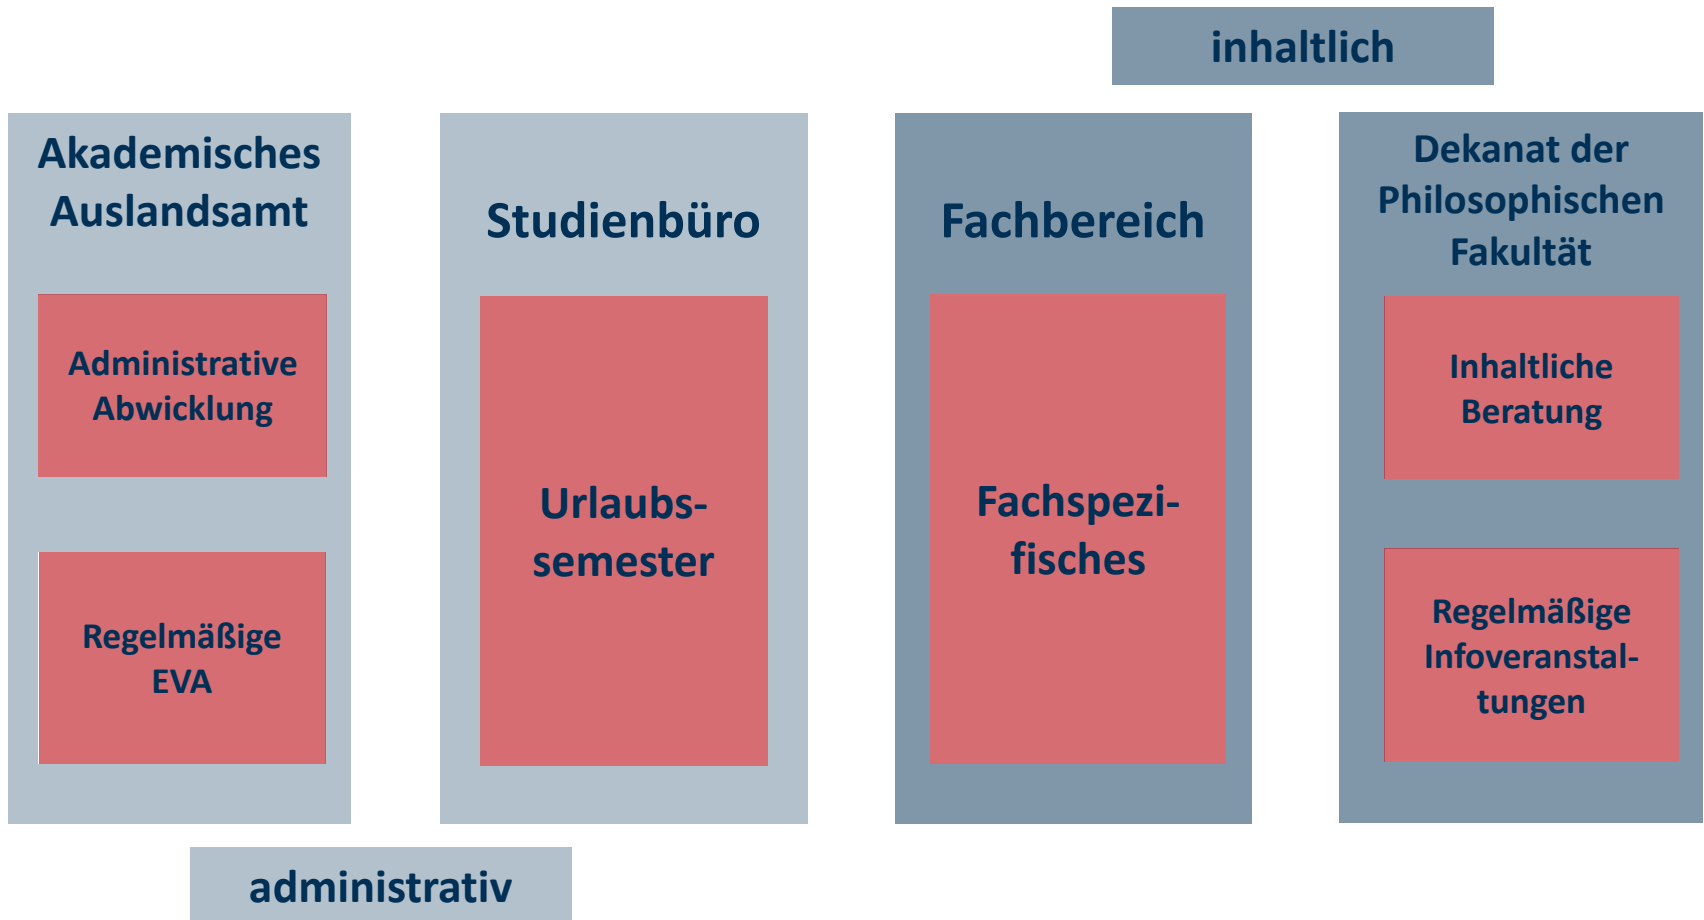 inhaltlich
Akademisches
Auslandsamt
Administrative
Abwicklung
Regelmäßige
EVA
Studienbüro
Urlaubs-
semester
Fachbereich
Fachspezi-
fisches
Dekanat der
Philosophischen
Fakultät
Inhaltliche
Beratung
Regelmäßige
Infoveranstal-
tungen
administrativ